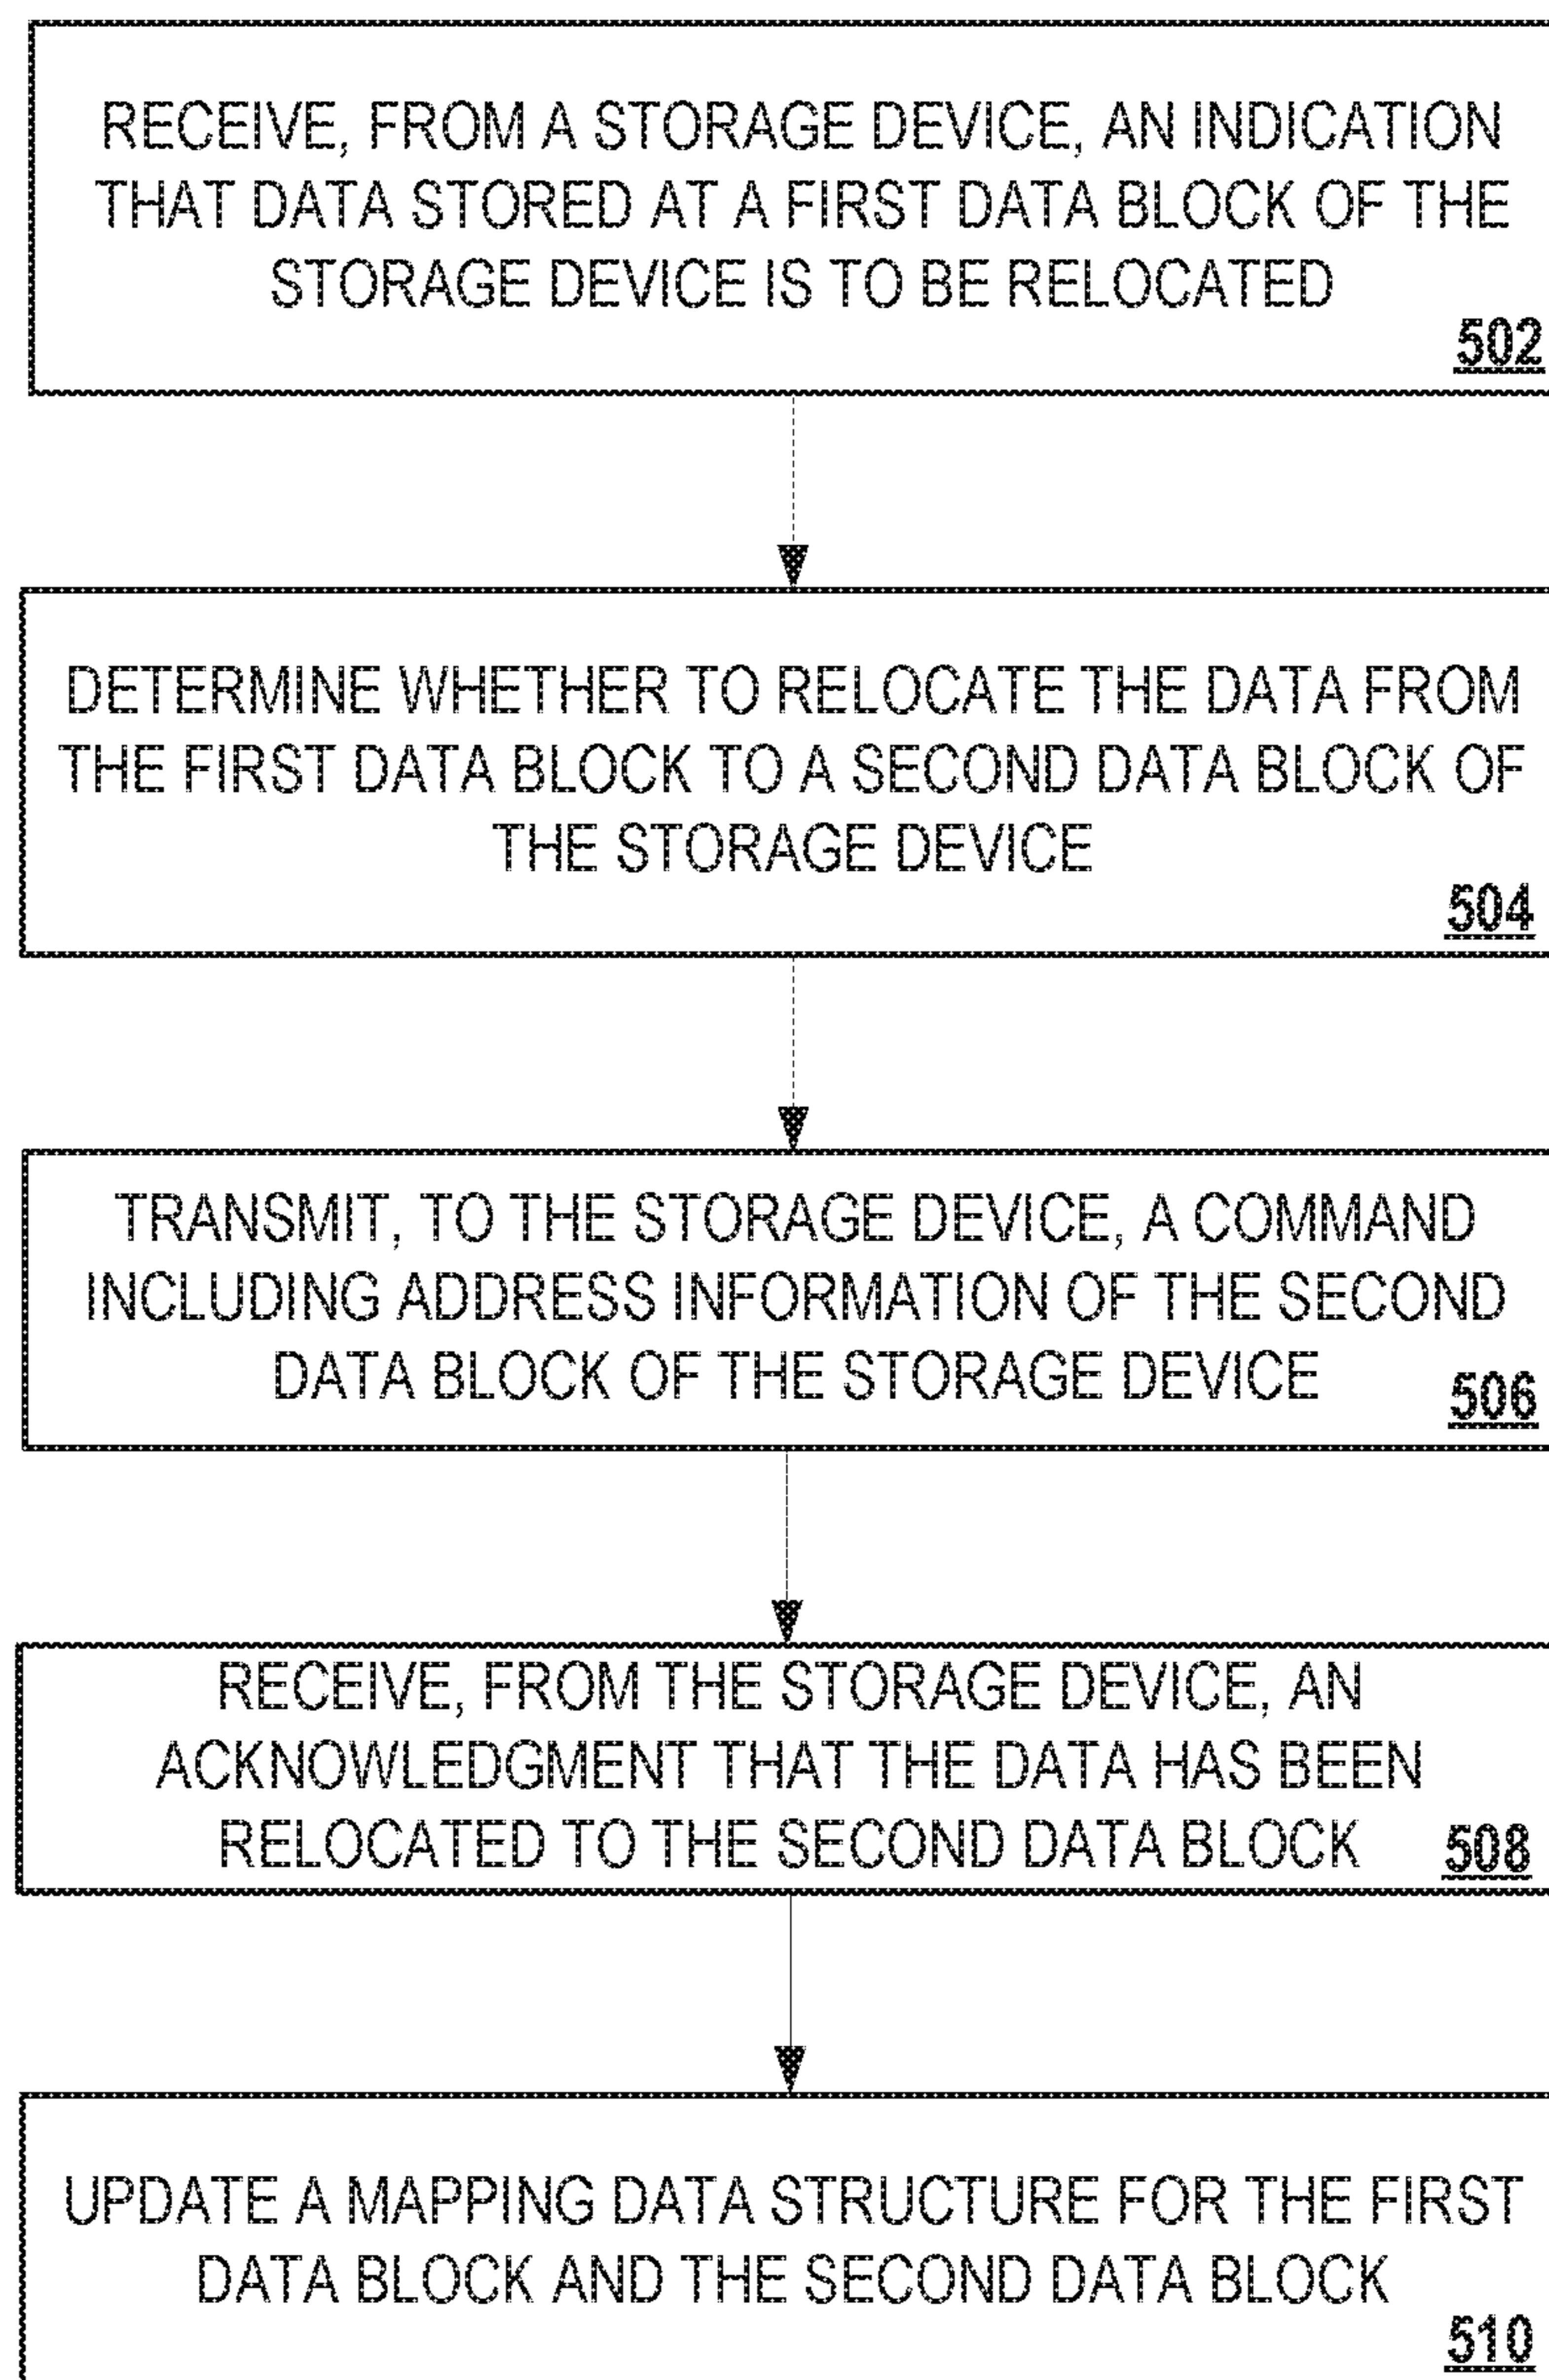 RECEIVE, FROM A STORAGE DEVICE, AN INDICATION
THAT DATA STORED AT A FIRST DATA BLOCK OF THE
STORAGE DEVICE IS TO BE RELOCATED
502
DETERMINE WHETHER TO RELOCATE THE DATA FROM
THE FIRST DATA BLOCK TO A SECOND DATA BLOCK OF
THE STORAGE DEVICE
504
TRANSMIT, TO THE STORAGE DEVICE, A COMMAND
INCLUDING ADDRESS INFORMATION OF THE SECOND
DATA BLOCK OF THE STORAGE DEVICE
506
RECEIVE, FROM THE STORAGE DEVICE, AN
ACKNOWLEDGMENT THAT THE DATA HAS BEEN
RELOCATED TO THE SECOND DATA BLOCK
508
UPDATE A MAPPING DATA STRUCTURE FOR THE FIRST
DATA BLOCK AND THE SECOND DATA BLOCK
510